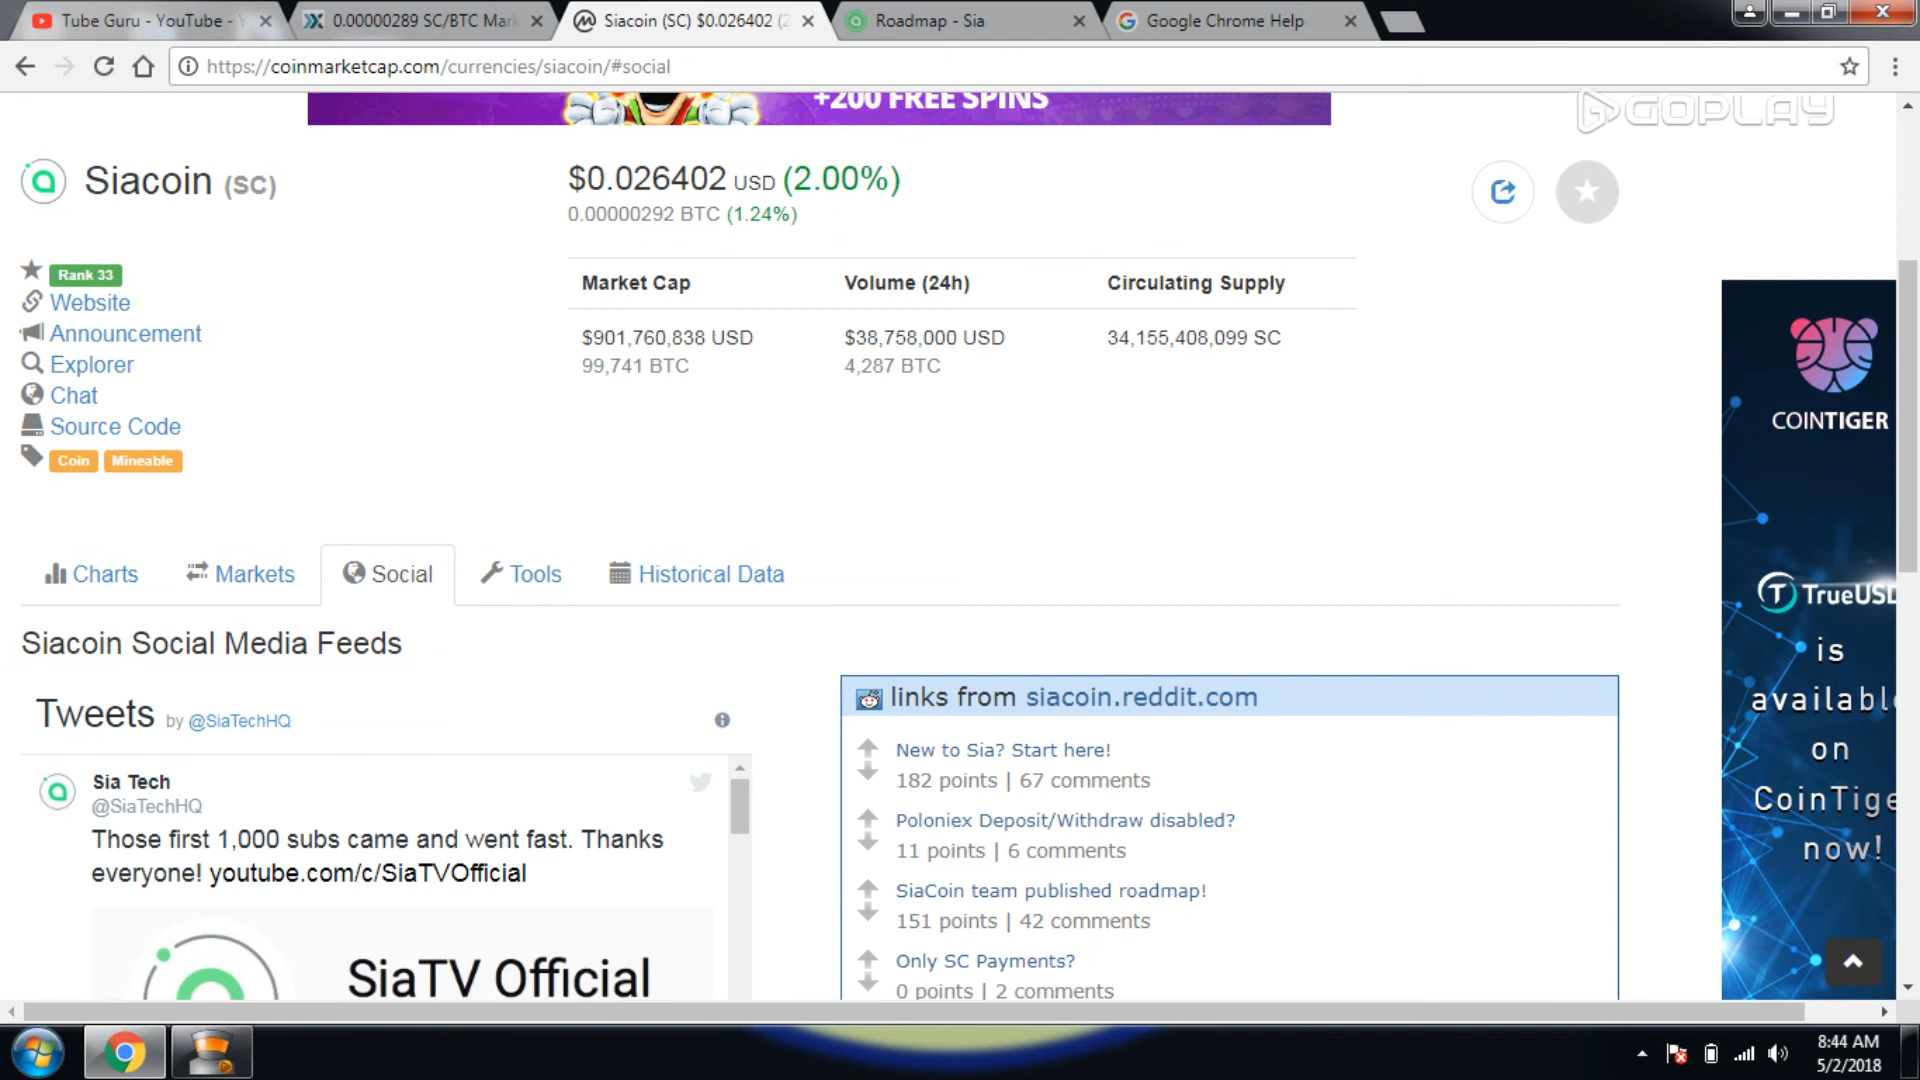 Tube Guru - YouTube -
0.00000289 SC/BTC Mark
Siacoin (SC) $0.026402 (2
Roadmap - Sia
Google Chrome Help
https://coinmarketcap.com/currencies/siacoin/#social
+200 FREE SPINS
GOPLAY
Siacoin (SC)
$0.026402 USD (2.00%)
0.00000292 BTC (1.24%)
Rank 33
Website
Announcement
Explorer
Chat
Source Code
Coin Mineable
Market Cap Volume (24h) Circulating Supply
$901,760,838 USD $38,758,000 USD 34,155,408,099 SC
99,741 BTC 4,287 BTC
COINTIGER
TrueUSD
is
available
on
CoinTige
now!
Charts Markets Social Tools Historical Data
Siacoin Social Media Feeds
Tweets by @SiaTechHQ
Sia Tech
@SiaTechHQ
Those first 1,000 subs came and went fast. Thanks
everyone! youtube.com/c/SiaTVOfficial
SiaTV Official
links from siacoin.reddit.com
New to Sia? Start here!
182 points | 67 comments
Poloniex Deposit/Withdraw disabled?
11 points | 6 comments
SiaCoin team published roadmap!
151 points | 42 comments
Only SC Payments?
0 points | 2 comments
8:44 AM
5/2/2018